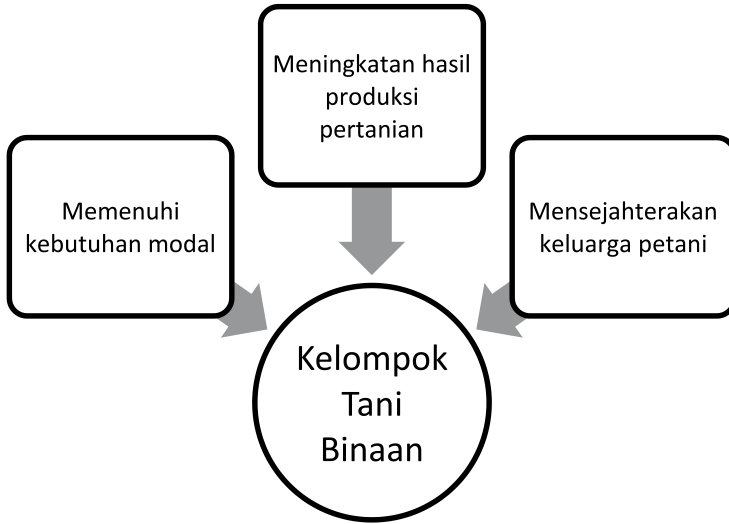 Meningkatan hasil
produksi
pertanian
Memenuhi
kebutuhan modal
Mensejahterakan
keluarga petani
Kelompok
Tani
Binaan